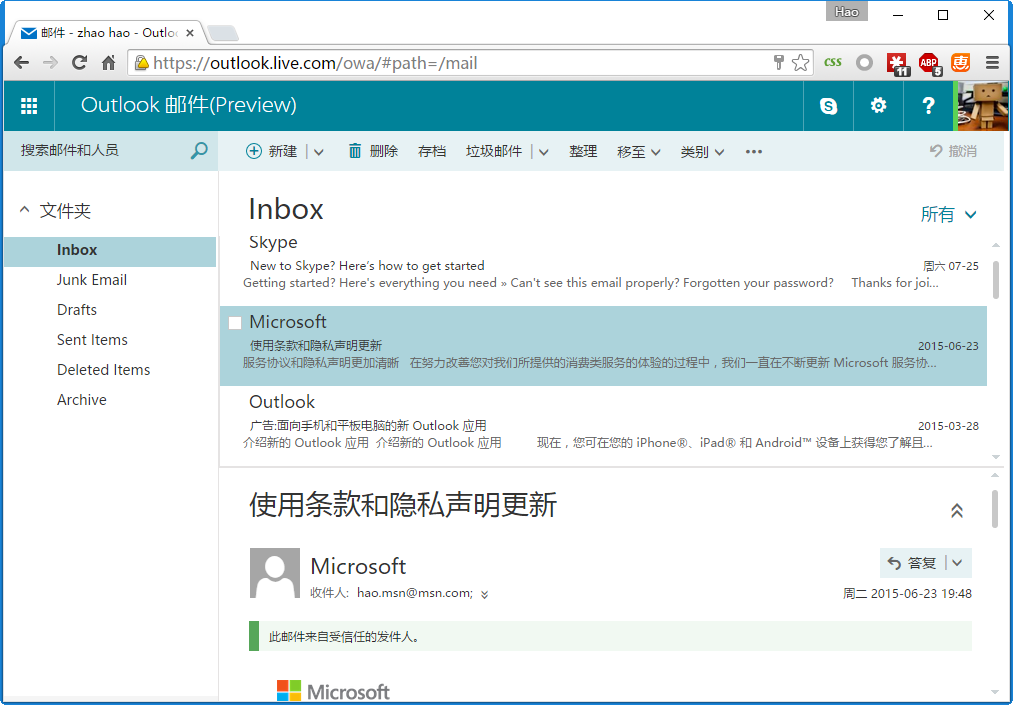 Hao
邮件 - zhao hao - Outlo
https://outlook.live.com/owa/#path=/mail
css
11
ABP
5
惠
Outlook 邮件(Preview)
?
搜索邮件和人员
新建 删除 存档 垃圾邮件 整理 移至 类别 ••• 撤消
文件夹
Inbox
Junk Email
Drafts
Sent Items
Deleted Items
Archive
Inbox
所有
Skype
New to Skype? Here's how to get started 周六 07-25
Getting started? Here's everything you need » Can't see this email properly? Forgotten your password? Thanks for joi...
Microsoft
使用条款和隐私声明更新 2015-06-23
服务协议和隐私声明更加清晰 在努力改善您对我们所提供的消费类服务的体验的过程中，我们一直在不断更新 Microsoft 服务协...
Outlook
广告:面向手机和平板电脑的新 Outlook 应用 2015-03-28
介绍新的 Outlook 应用 介绍新的 Outlook 应用 现在，您可在您的 iPhone®、iPad® 和 Android™ 设备上获得您了解且...
使用条款和隐私声明更新
Microsoft
答复
收件人: hao.msn@msn.com;
周二 2015-06-23 19:48
此邮件来自受信任的发件人。
Microsoft